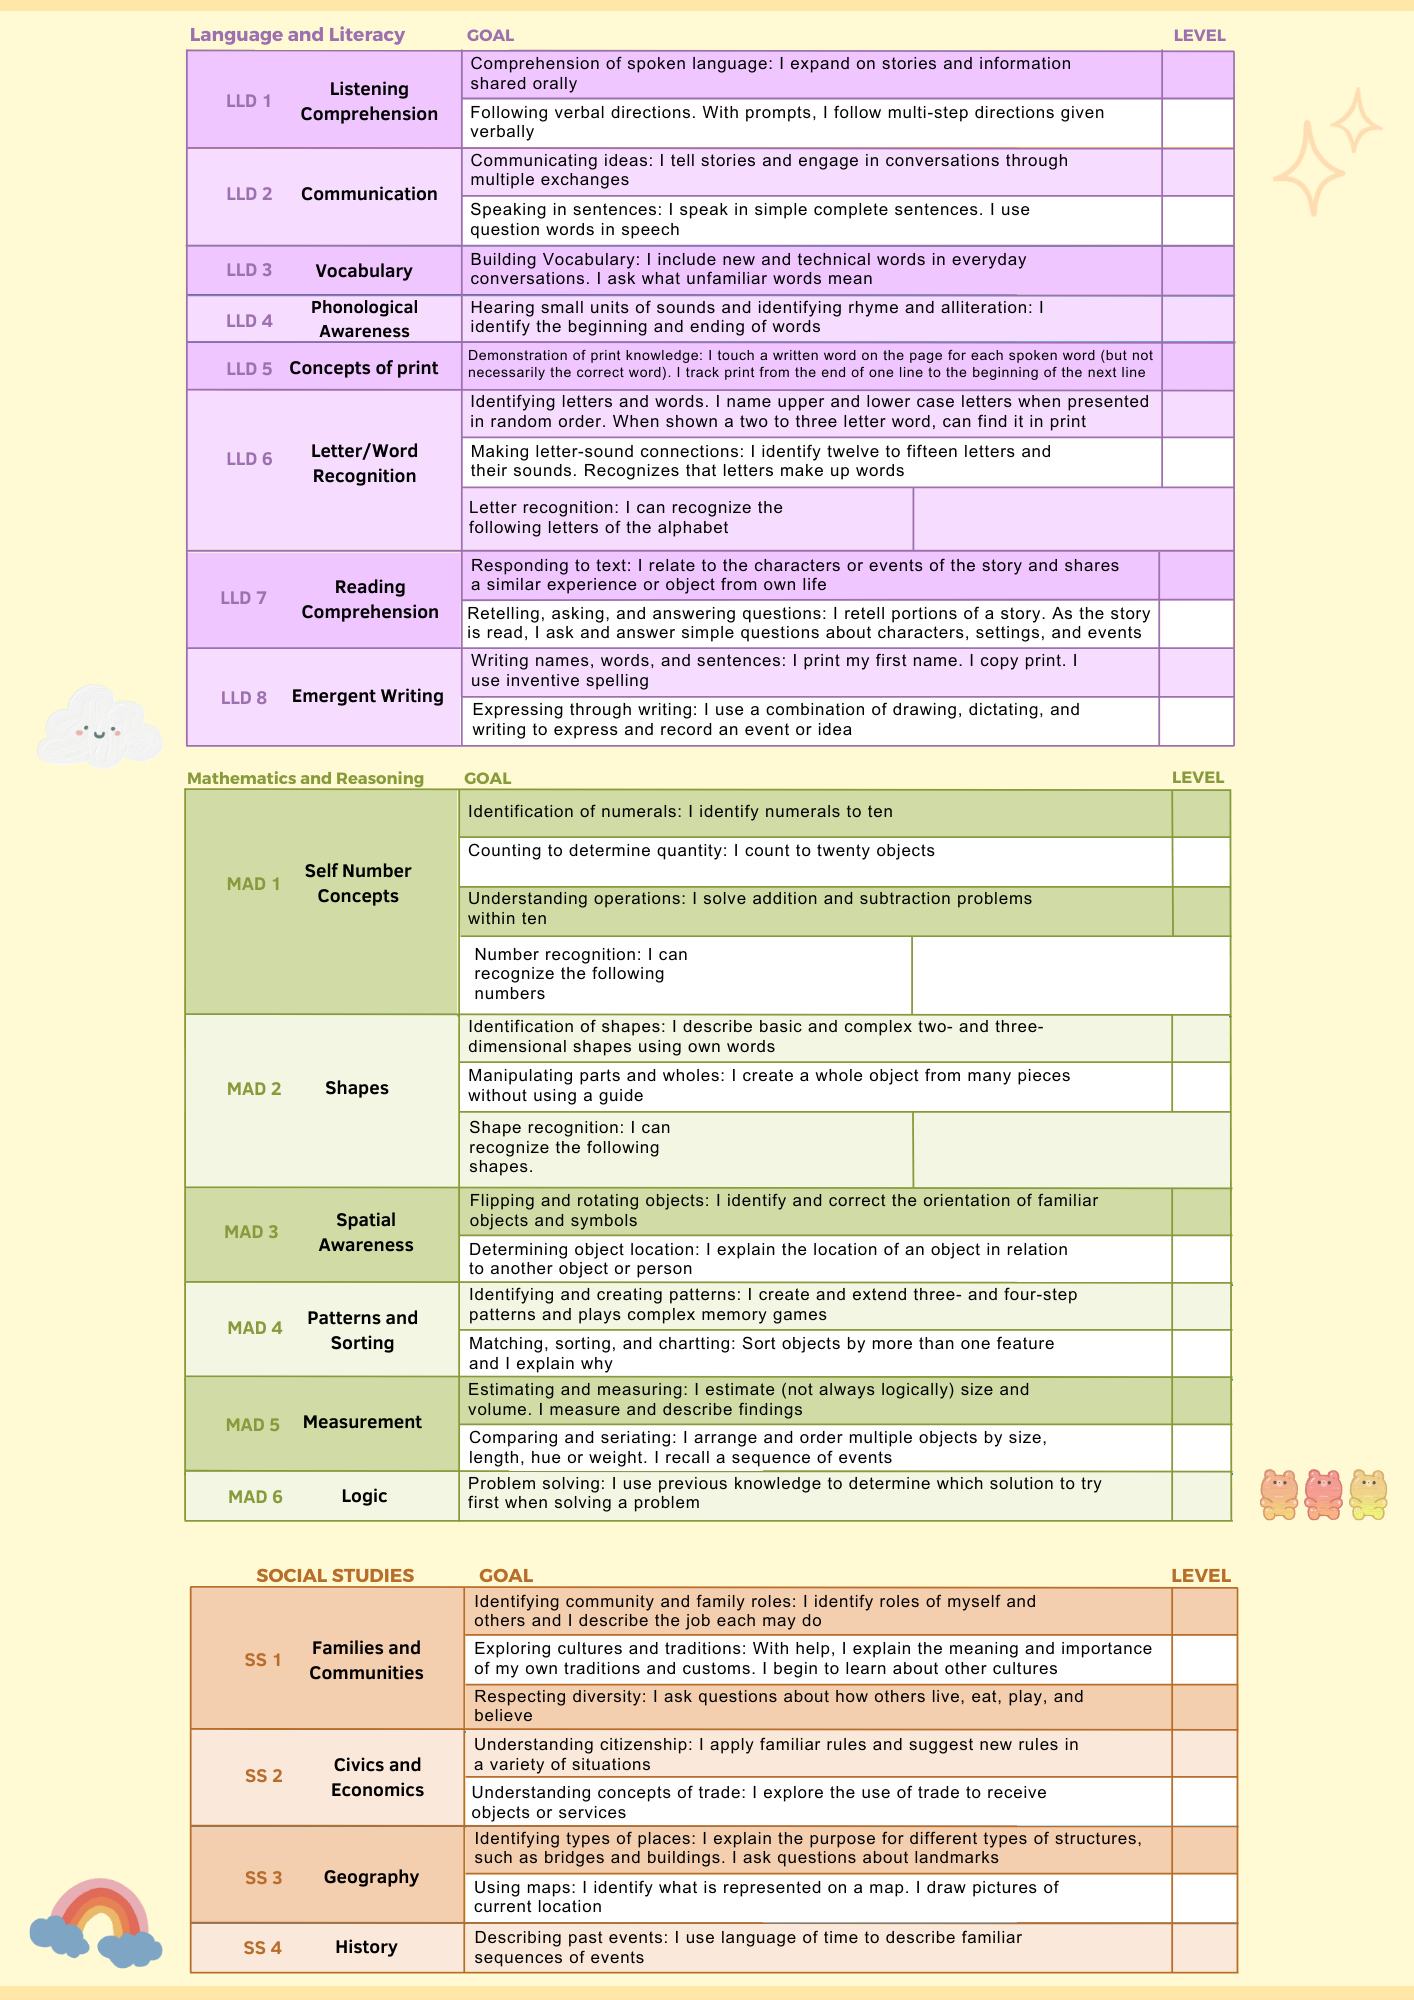 Language and Literacy GOAL LEVEL
LLD 1 Listening
Comprehension
Comprehension of spoken language: I expand on stories and information
shared orally
Following verbal directions. With prompts, I follow multi-step directions given
verbally
LLD 2 Communication
Communicating ideas: I tell stories and engage in conversations through
multiple exchanges
Speaking in sentences: I speak in simple complete sentences. I use
question words in speech
LLD 3 Vocabulary
Building Vocabulary: I include new and technical words in everyday
conversations. I ask what unfamiliar words mean
LLD 4 Phonological
Awareness
Hearing small units of sounds and identifying rhyme and alliteration: I
identify the beginning and ending of words
LLD 5 Concepts of print
Demonstration of print knowledge: I touch a written word on the page for each spoken word (but not
necessarily the correct word). I track print from the end of one line to the beginning of the next line
LLD 6 Letter/Word
Recognition
Identifying letters and words. I name upper and lower case letters when presented
in random order. When shown a two to three letter word, can find it in print
Making letter-sound connections: I identify twelve to fifteen letters and
their sounds. Recognizes that letters make up words
Letter recognition: I can recognize the
following letters of the alphabet
LLD 7 Reading
Comprehension
Responding to text: I relate to the characters or events of the story and shares
a similar experience or object from own life
Retelling, asking, and answering questions: I retell portions of a story. As the story
is read, I ask and answer simple questions about characters, settings, and events
LLD 8 Emergent Writing
Writing names, words, and sentences: I print my first name. I copy print. I
use inventive spelling
Expressing through writing: I use a combination of drawing, dictating, and
writing to express and record an event or idea
Mathematics and Reasoning GOAL LEVEL
MAD 1 Self Number
Concepts
Identification of numerals: I identify numerals to ten
Counting to determine quantity: I count to twenty objects
Understanding operations: I solve addition and subtraction problems
within ten
Number recognition: I can
recognize the following
numbers
MAD 2 Shapes
Identification of shapes: I describe basic and complex two- and three-
dimensional shapes using own words
Manipulating parts and wholes: I create a whole object from many pieces
without using a guide
Shape recognition: I can
recognize the following
shapes.
MAD 3 Spatial
Awareness
Flipping and rotating objects: I identify and correct the orientation of familiar
objects and symbols
Determining object location: I explain the location of an object in relation
to another object or person
MAD 4 Patterns and
Sorting
Identifying and creating patterns: I create and extend three- and four-step
patterns and plays complex memory games
Matching, sorting, and chartting: Sort objects by more than one feature
and I explain why
MAD 5 Measurement
Estimating and measuring: I estimate (not always logically) size and
volume. I measure and describe findings
Comparing and seriating: I arrange and order multiple objects by size,
length, hue or weight. I recall a sequence of events
MAD 6 Logic
Problem solving: I use previous knowledge to determine which solution to try
first when solving a problem
SOCIAL STUDIES GOAL LEVEL
SS 1 Families and
Communities
Identifying community and family roles: I identify roles of myself and
others and I describe the job each may do
Exploring cultures and traditions: With help, I explain the meaning and importance
of my own traditions and customs. I begin to learn about other cultures
Respecting diversity: I ask questions about how others live, eat, play, and
believe
SS 2 Civics and
Economics
Understanding citizenship: I apply familiar rules and suggest new rules in
a variety of situations
Understanding concepts of trade: I explore the use of trade to receive
objects or services
SS 3 Geography
Identifying types of places: I explain the purpose for different types of structures,
such as bridges and buildings. I ask questions about landmarks
Using maps: I identify what is represented on a map. I draw pictures of
current location
SS 4 History
Describing past events: I use language of time to describe familiar
sequences of events